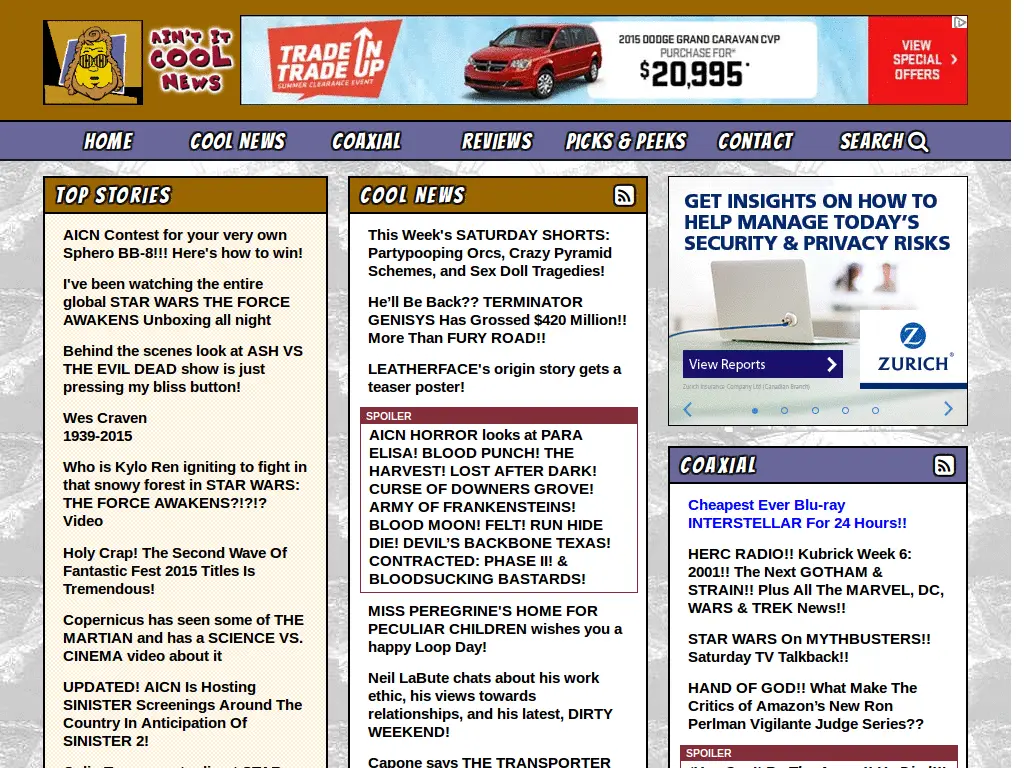 AIN'T IT
COOL
NEWS
TRADE IN
TRADE UP
SUMMER CLEARANCE EVENT
2015 DODGE GRAND CARAVAN CVP
PURCHASE FOR*
$20,995*
VIEW
SPECIAL
OFFERS
HOME
COOL NEWS
COAXIAL
REVIEWS
PICKS & PEEKS
CONTACT
SEARCH
TOP STORIES
AICN Contest for your very own
Sphero BB-8!!! Here's how to win!
I've been watching the entire
global STAR WARS THE FORCE
AWAKENS Unboxing all night
Behind the scenes look at ASH VS
THE EVIL DEAD show is just
pressing my bliss button!
Wes Craven
1939-2015
Who is Kylo Ren igniting to fight in
that snowy forest in STAR WARS:
THE FORCE AWAKENS?!?!?
Video
Holy Crap! The Second Wave Of
Fantastic Fest 2015 Titles Is
Tremendous!
Copernicus has seen some of THE
MARTIAN and has a SCIENCE VS.
CINEMA video about it
UPDATED! AICN Is Hosting
SINISTER Screenings Around The
Country In Anticipation Of
SINISTER 2!
COOL NEWS
This Week's SATURDAY SHORTS:
Partypooping Orcs, Crazy Pyramid
Schemes, and Sex Doll Tragedies!
He’ll Be Back?? TERMINATOR
GENISYS Has Grossed $420 Million!!
More Than FURY ROAD!!
LEATHERFACE's origin story gets a
teaser poster!
SPOILER
AICN HORROR looks at PARA
ELISA! BLOOD PUNCH! THE
HARVEST! LOST AFTER DARK!
CURSE OF DOWNERS GROVE!
ARMY OF FRANKENSTEINS!
BLOOD MOON! FELT! RUN HIDE
DIE! DEVIL’S BACKBONE TEXAS!
CONTRACTED: PHASE II! &
BLOODSUCKING BASTARDS!
MISS PEREGRINE'S HOME FOR
PECULIAR CHILDREN wishes you a
happy Loop Day!
Neil LaBute chats about his work
ethic, his views towards
relationships, and his latest, DIRTY
WEEKEND!
Capone says THE TRANSPORTER
GET INSIGHTS ON HOW TO
HELP MANAGE TODAY’S
SECURITY & PRIVACY RISKS
View Reports
Z
ZURICH®
Zurich Insurance Company Ltd (Canadian Branch)
COAXIAL
Cheapest Ever Blu-ray
INTERSTELLAR For 24 Hours!!
HERC RADIO!! Kubrick Week 6:
2001!! The Next GOTHAM &
STRAIN!! Plus All The MARVEL, DC,
WARS & TREK News!!
STAR WARS On MYTHBUSTERS!!
Saturday TV Talkback!!
HAND OF GOD!! What Make The
Critics of Amazon’s New Ron
Perlman Vigilante Judge Series??
SPOILER